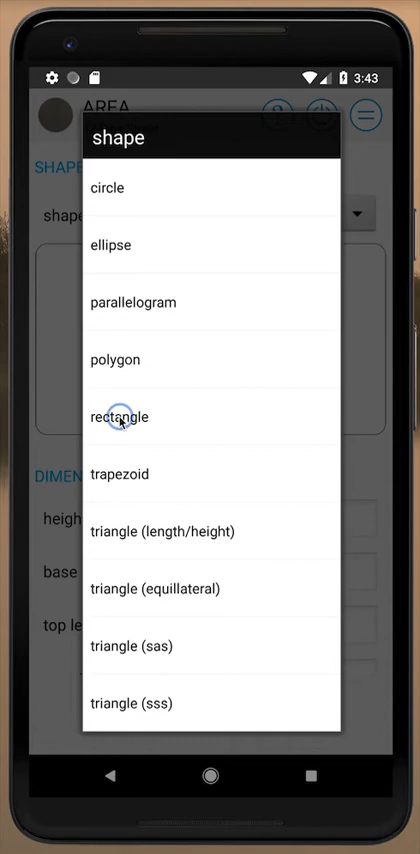 3:43
AREA
shape
SHAPE
shape
circle
ellipse
parallelogram
polygon
rectangle
trapezoid
DIMEN
heigh
triangle (length/height)
base
triangle (equillateral)
top le
triangle (sas)
triangle (sss)